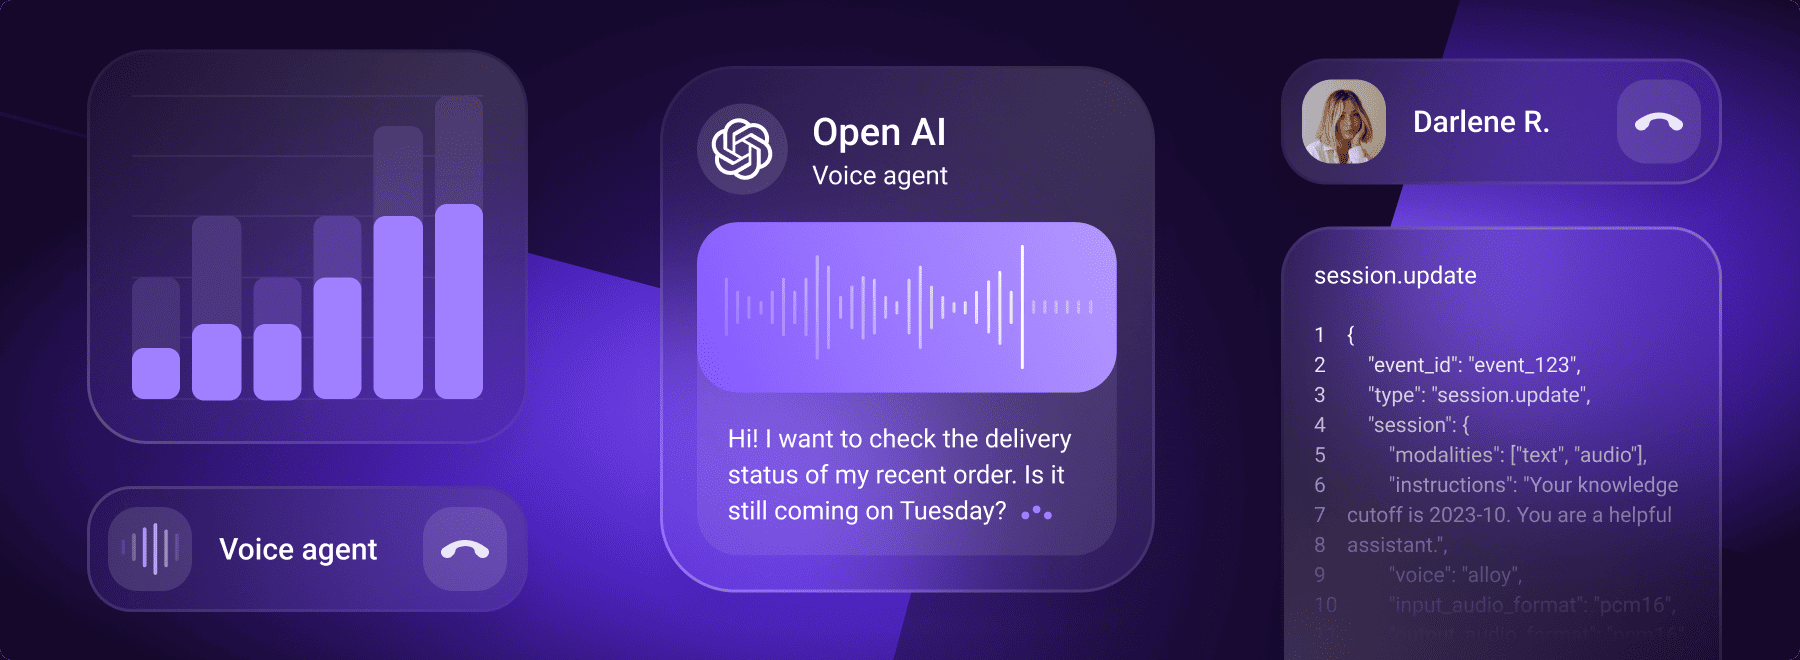 Voice agent
Open AI
Voice agent
Hi! I want to check the delivery
status of my recent order. Is it
still coming on Tuesday?
Darlene R.
session.update
1 {
2 "event_id": "event_123",
3 "type": "session.update",
4 "session": {
5 "modalities": ["text", "audio"],
6 "instructions": "Your knowledge
7 cutoff is 2023-10. You are a helpful
8 assistant.",
9 "voice": "alloy",
10 "input_audio_format": "pcm16",
"output_audio_format": "pcm16"